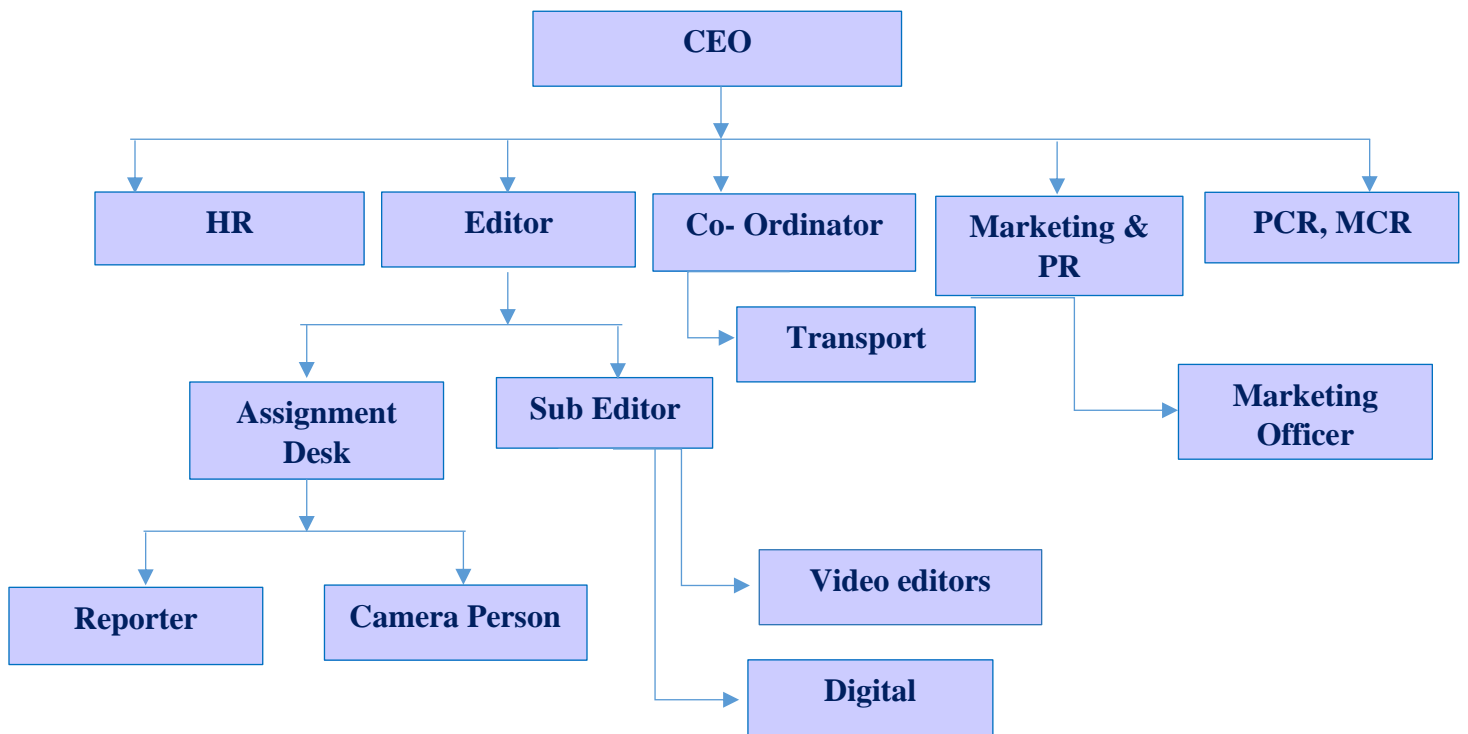 CEO
HR
Editor
Co- Ordinator
Marketing &
PR
PCR, MCR
Transport
Assignment
Desk
Sub Editor
Marketing
Officer
Reporter
Camera Person
Video editors
Digital